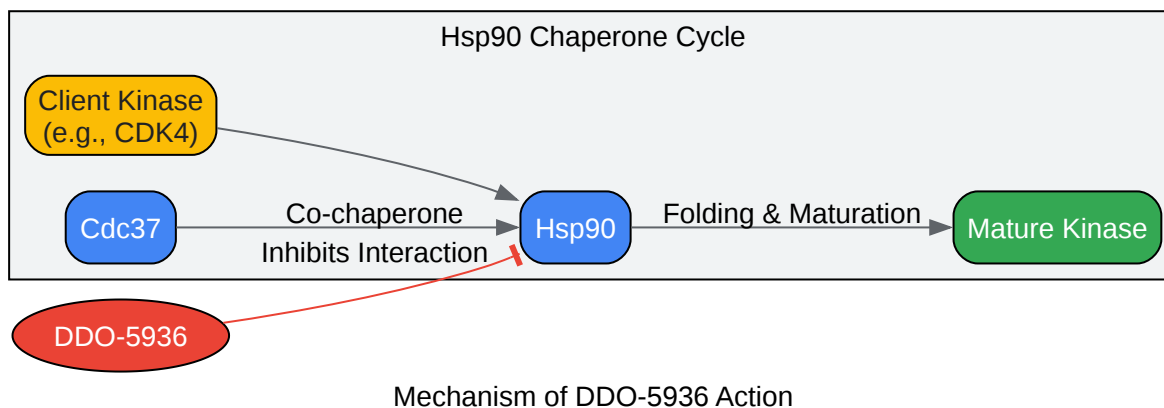 Hsp90 Chaperone Cycle
Client Kinase
(e.g., CDK4)
Cdc37
Co-chaperone
Inhibits Interaction
Hsp90
Folding & Maturation
Mature Kinase
DDO-5936
Mechanism of DDO-5936 Action